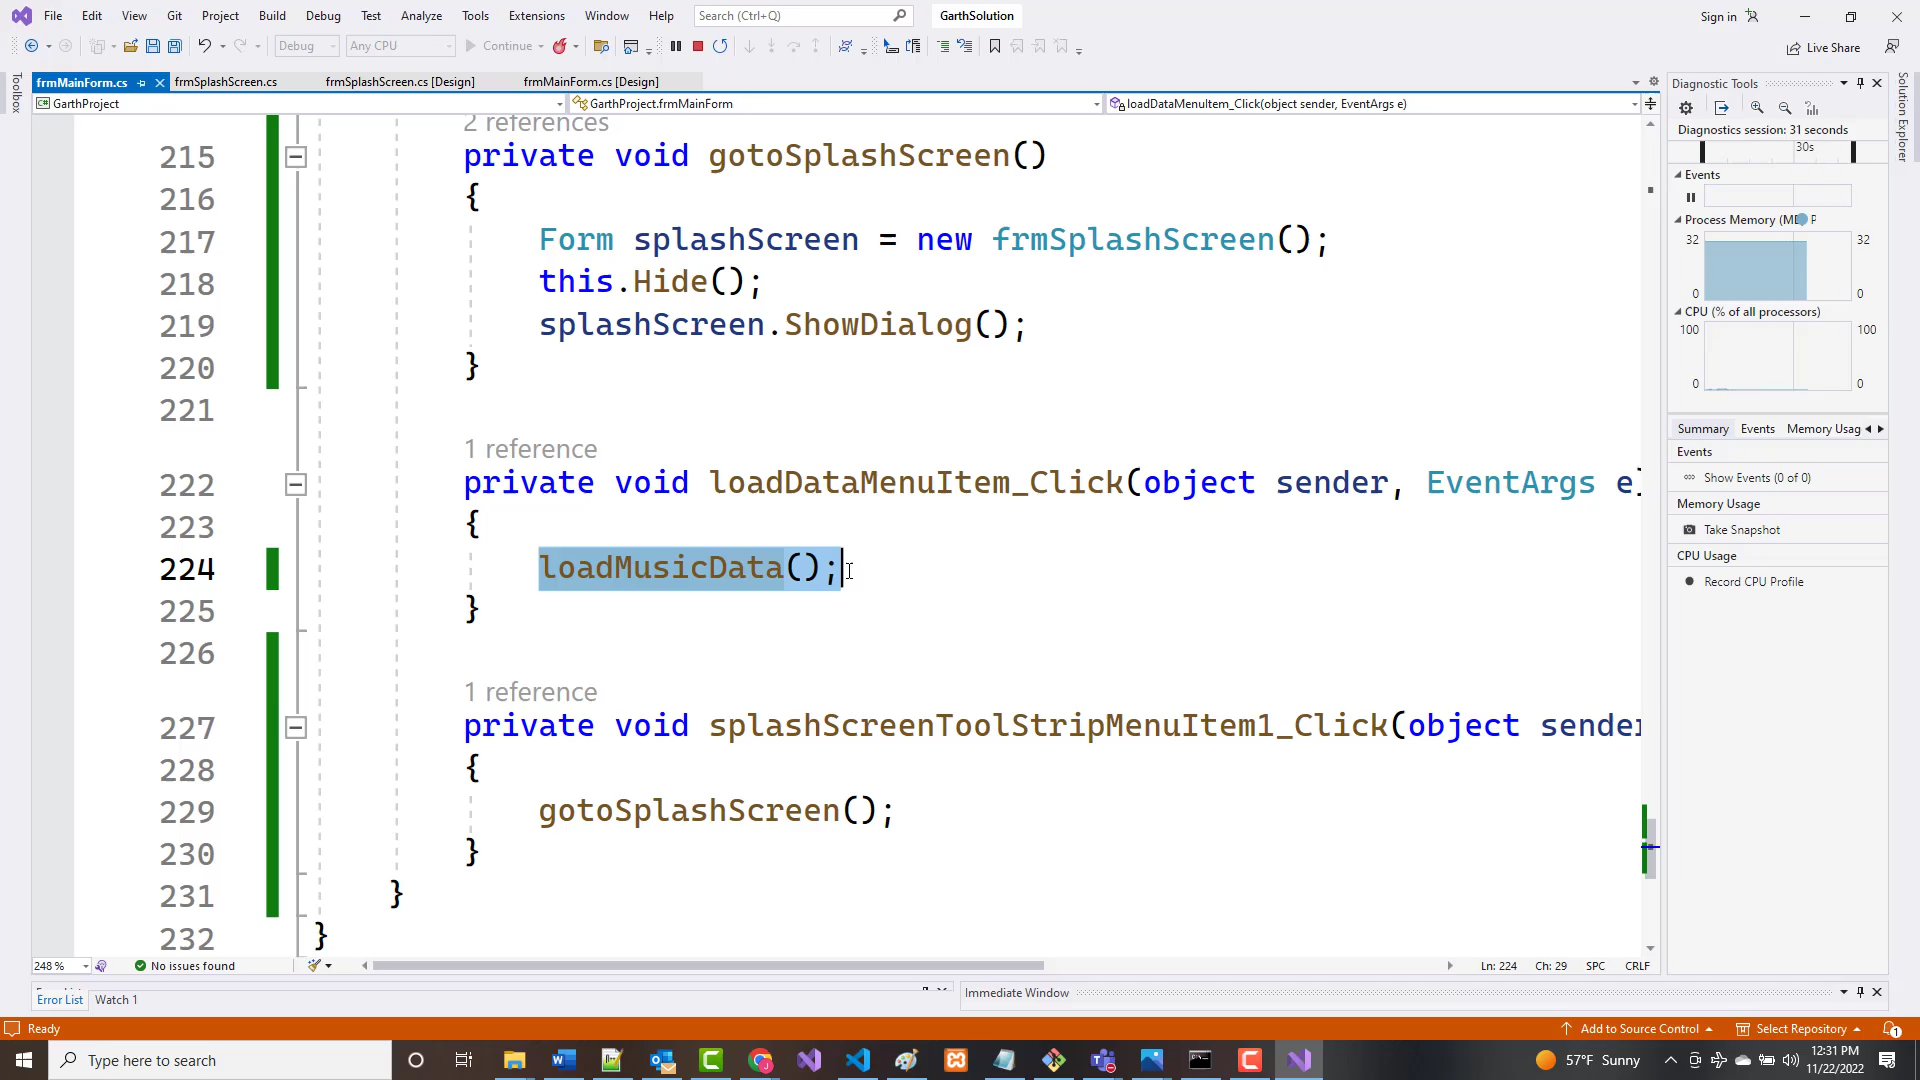 File Edit View Git Project Build Debug Test Analyze Tools Extensions Window Help Search (Ctrl+Q) GarthSolution Sign in
Debug Any CPU Continue Live Share
Toolbox
frmMainForm.cs frmSplashScreen.cs frmSplashScreen.cs [Design] frmMainForm.cs [Design]
GarthProject GarthProject.frmMainForm loadDataMenuItem_Click(object sender, EventArgs e)
2 references
215 private void gotoSplashScreen()
216 {
217 Form splashScreen = new frmSplashScreen();
218 this.Hide();
219 splashScreen.ShowDialog();
220 }
221
1 reference
222 private void loadDataMenuItem_Click(object sender, EventArgs e)
223 {
224 loadMusicData();
225 }
226
1 reference
227 private void splashScreenToolStripMenuItem1_Click(object sender
228 {
229 gotoSplashScreen();
230 }
231 }
232 }
248 % No issues found Ln: 224 Ch: 29 SPC CRLF
Error List Watch 1
Immediate Window
Diagnostic Tools
Diagnostics session: 31 seconds
30s
Events
Process Memory (MB) P
32 32
0 0
CPU (% of all processors)
100 100
0 0
Summary Events Memory Usag
Events
Show Events (0 of 0)
Memory Usage
Take Snapshot
CPU Usage
Record CPU Profile
Solution Explorer
Ready Add to Source Control Select Repository 1
Type here to search 57°F Sunny 12:31 PM
11/22/2022